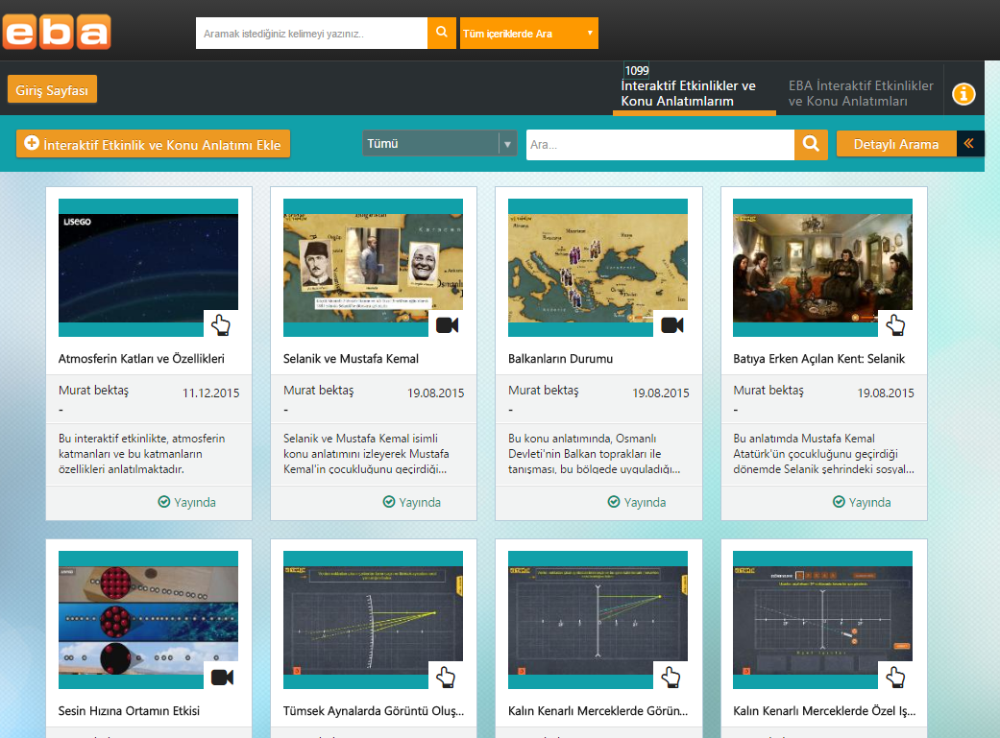 eba
Aramak istediğiniz kelimeyi yazınız..
Tüm içeriklerde Ara
Giriş Sayfası
1099
İnteraktif Etkinlikler ve
Konu Anlatımlarım
EBA İnteraktif Etkinlikler
ve Konu Anlatımları
İnteraktif Etkinlik ve Konu Anlatımı Ekle
Tümü
Ara...
Detaylı Arama
LİSEGO
Atmosferin Katları ve Özellikleri
Murat bektaş
11.12.2015
-
Bu interaktif etkinlikte, atmosferin
katmanları ve bu katmanların
özellikleri anlatılmaktadır.
Yayında
Selanik ve Mustafa Kemal
Murat bektaş
19.08.2015
-
Selanik ve Mustafa Kemal isimli
konu anlatımını izleyerek Mustafa
Kemal'in çocukluğunu geçirdiği...
Yayında
Balkanların Durumu
Murat bektaş
19.08.2015
-
Bu konu anlatımında, Osmanlı
Devleti'nin Balkan toprakları ile
tanışması, bu bölgede uyguladığı...
Yayında
Batıya Erken Açılan Kent: Selanik
Murat bektaş
19.08.2015
-
Bu anlatımda Mustafa Kemal
Atatürk'ün çocukluğunu geçirdiği
dönemde Selanik şehrindeki sosyal...
Yayında
Sesin Hızına Ortamın Etkisi
Tümsek Aynalarda Görüntü Oluş...
Kalın Kenarlı Merceklerde Görün...
Kalın Kenarlı Merceklerde Özel Iş...